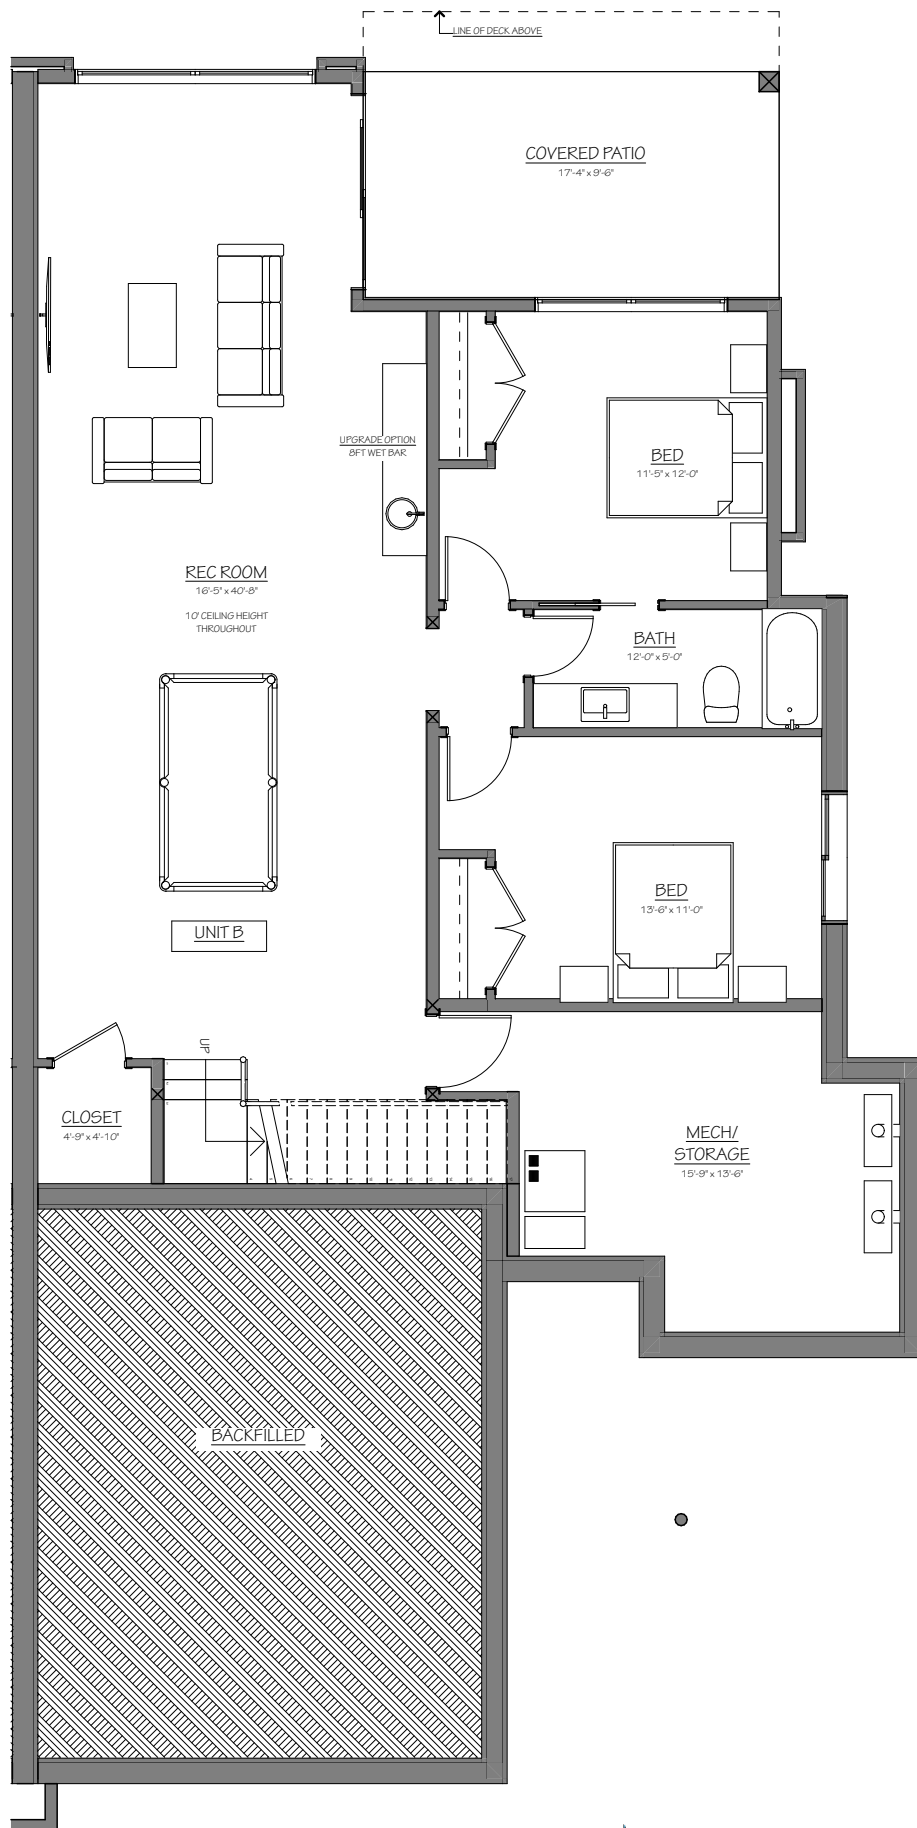 LINE OF DECK ABOVE
COVERED PATIO
17'-4" x 9'-6"
UPGRADE OPTION
8FT WET BAR
BED
11'-5" x 12'-0"
REC ROOM
16'-5" x 40'-8"
10' CEILING HEIGHT
THROUGHOUT
BATH
12'-0" x 5'-0"
BED
13'-6" x 11'-0"
UNIT B
UP
CLOSET
4'-9" x 4'-10"
MECH/
STORAGE
15'-9" x 13'-6"
BACKFILLED